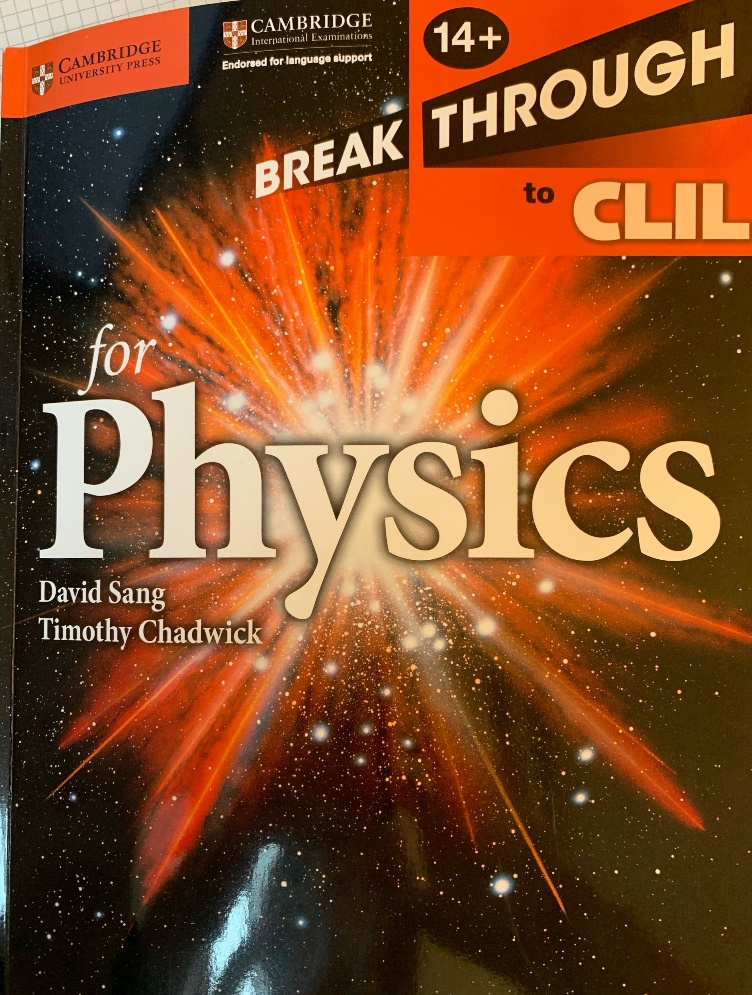 CAMBRIDGE
UNIVERSITY PRESS
CAMBRIDGE
International Examinations
Endorsed for language support
14+
BREAK THROUGH
to CLIL
for
Physics
David Sang
Timothy Chadwick